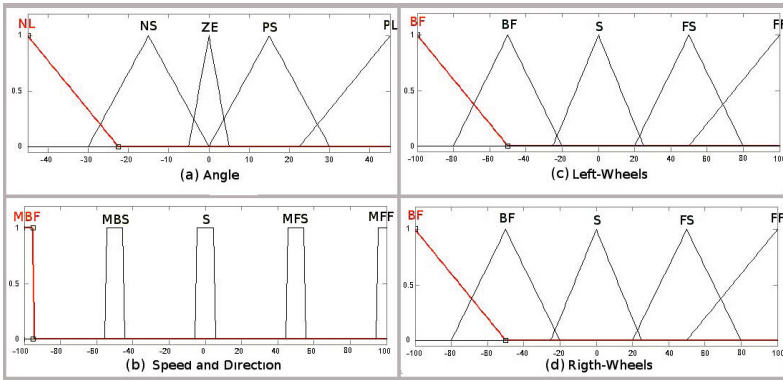 NL NS ZE PS PL
1
0.5
0
-40 -30 -20 -10 0 10 20 30 40
(a) Angle
BF BF S FS FF
1
0.5
0
-100 -80 -60 -40 -20 0 20 40 60 80 100
(c) Left-Wheels
MBF MBS S MFS MFF
1
0.5
0
-100 -80 -60 -40 -20 0 20 40 60 80 100
(b) Speed and Direction
BF BF S FS FF
1
0.5
0
-100 -80 -60 -40 -20 0 20 40 60 80 100
(d) Rigth-Wheels